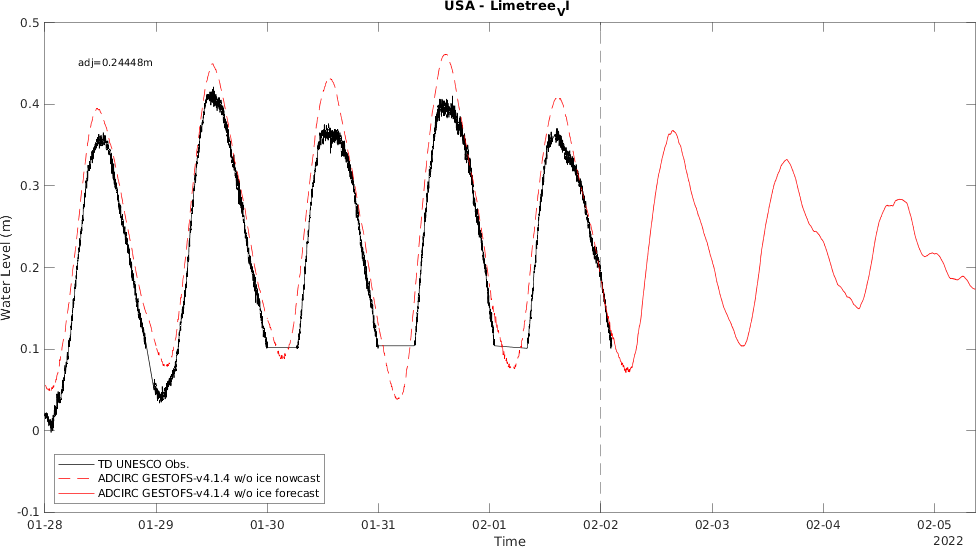 USA - LimetreeVI
0.5
adj=0.24448m
0.4
0.3
0.2
0.1
0
-0.1
Water Level (m)
TD UNESCO Obs.
ADCIRC GESTOFS-v4.1.4 w/o ice nowcast
ADCIRC GESTOFS-v4.1.4 w/o ice forecast
01-28 01-29 01-30 01-31 02-01 02-02 02-03 02-04 02-05
Time
2022